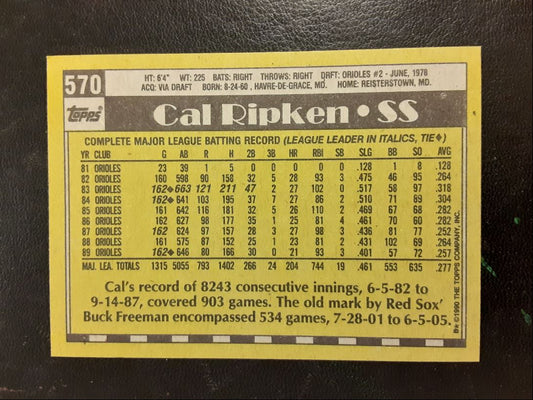 570
HT: 6'4" WT: 225 BATS: RIGHT THROWS: RIGHT DRFT: ORIOLES #2 - JUNE, 1978
ACQ: VIA DRAFT BORN: 8-24-60, HAVRE-DE-GRACE, MD. HOME: REISTERSTOWN, MD.
Topps
Cal Ripken • SS
COMPLETE MAJOR LEAGUE BATTING RECORD (LEAGUE LEADER IN ITALICS, TIE◆)
YR CLUB G AB R H 2B 3B HR RBI SB SLG BB SO AVG
81 ORIOLES 23 39 1 5 0 0 0 0 0 .128 1 8 .128
82 ORIOLES 160 598 90 158 32 5 28 93 3 .475 46 95 .264
83 ORIOLES 162◆ 663 121 211 47 2 27 102 0 .517 58 97 .318
84 ORIOLES 162◆ 641 103 195 37 7 27 86 2 .510 71 89 .304
85 ORIOLES 161 642 116 181 32 5 26 110 2 .469 67 68 .282
86 ORIOLES 162 627 98 177 35 1 25 81 4 .461 70 60 .282
87 ORIOLES 162 624 97 157 28 3 27 98 3 .436 81 77 .252
88 ORIOLES 161 575 87 152 25 1 23 81 2 .431 102 69 .264
89 ORIOLES 162◆ 646 80 166 30 0 21 93 3 .401 57 72 .257
MAJ. LEA. TOTALS 1315 5055 793 1402 266 24 204 744 19 .461 553 635 .277
Cal's record of 8243 consecutive innings, 6-5-82 to
9-14-87, covered 903 games. The old mark by Red Sox'
Buck Freeman encompassed 534 games, 7-28-01 to 6-5-05.
B* © 1990 THE TOPPS COMPANY, INC.